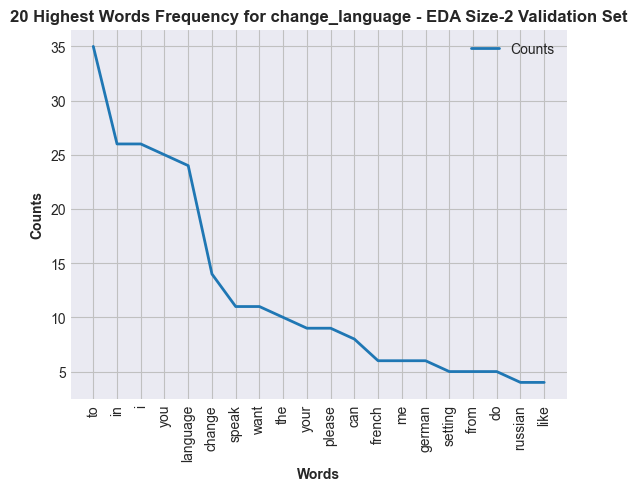 20 Highest Words Frequency for change_language - EDA Size-2 Validation Set
Counts
Counts
35
30
25
20
15
10
5
to
in
i
you
language
change
speak
want
the
your
please
can
french
me
german
setting
from
do
russian
like
Words